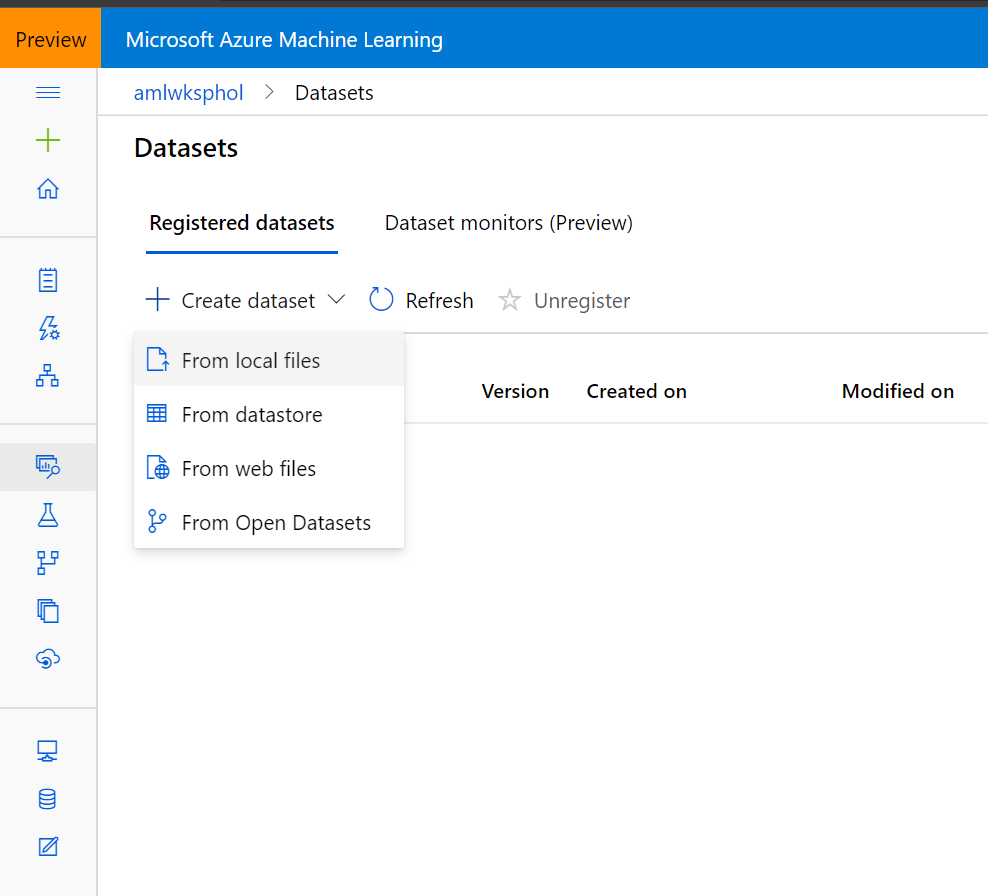 Preview Microsoft Azure Machine Learning
amlwksphol > Datasets
Datasets
Registered datasets Dataset monitors (Preview)
Create dataset Refresh Unregister
From local files
Version Created on Modified on
From datastore
From web files
From Open Datasets